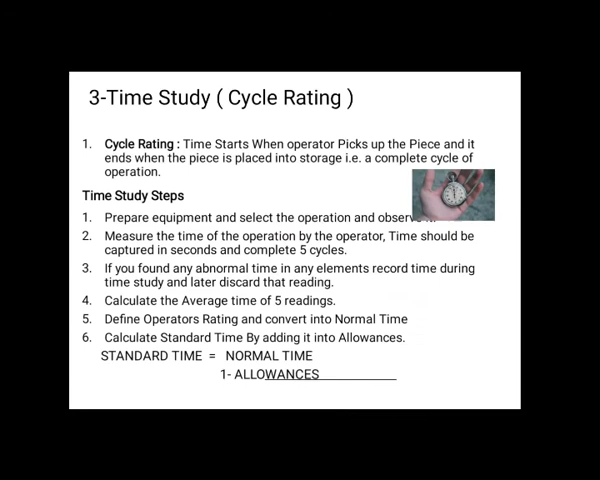 3-Time Study ( Cycle Rating )
1. Cycle Rating : Time Starts When operator Picks up the Piece and it
ends when the piece is placed into storage i.e. a complete cycle of
operation.
Time Study Steps
1. Prepare equipment and select the operation and observe
2. Measure the time of the operation by the operator, Time should be
captured in seconds and complete 5 cycles.
3. If you found any abnormal time in any elements record time during
time study and later discard that reading.
4. Calculate the Average time of 5 readings.
5. Define Operators Rating and convert into Normal Time
6. Calculate Standard Time By adding it into Allowances.
STANDARD TIME = NORMAL TIME
1- ALLOWANCES